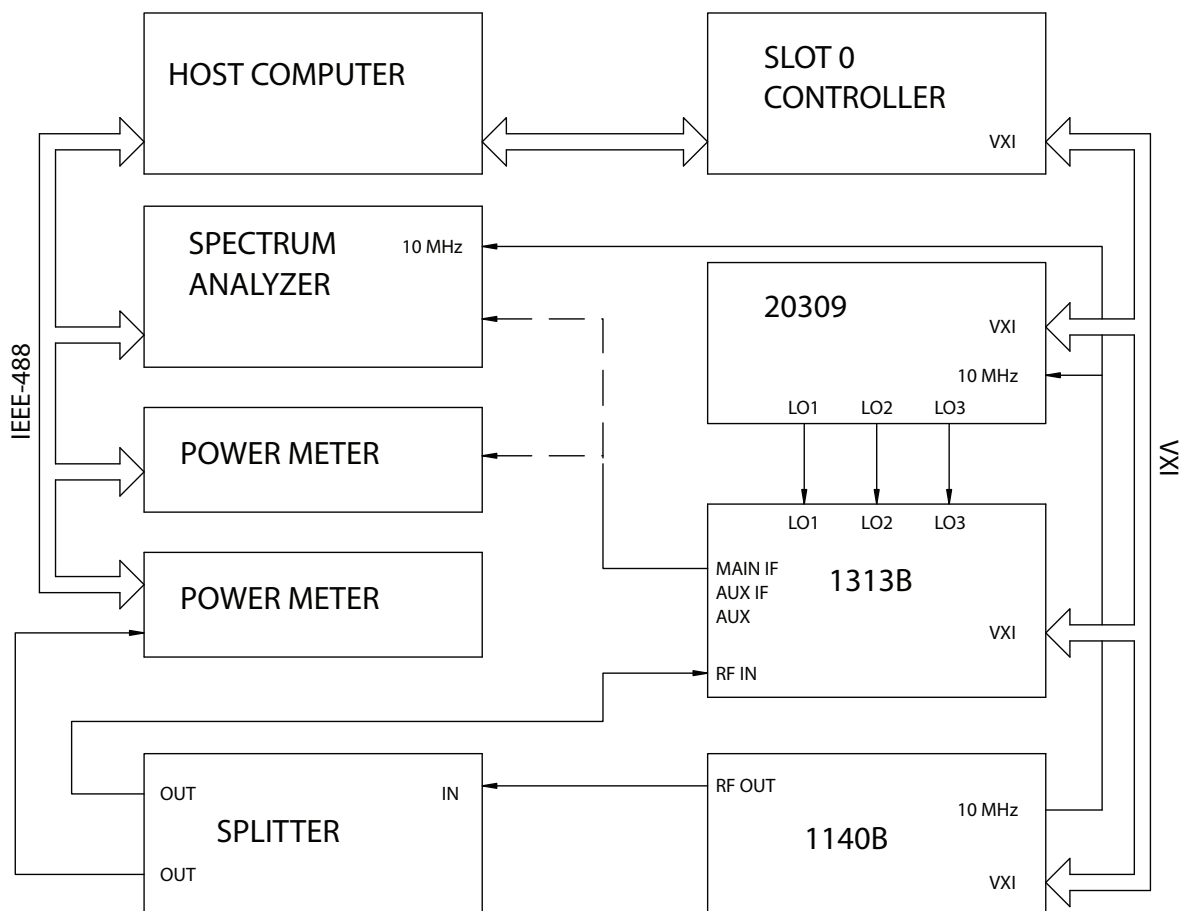 HOST COMPUTER
SLOT 0
CONTROLLER
VXI
SPECTRUM
ANALYZER
10 MHz
20309
VXI
10 MHz
LO1 LO2 LO3
IEEE-488
VXI
POWER METER
LO1 LO2 LO3
MAIN IF
AUX IF
AUX
1313B
VXI
RF IN
POWER METER
OUT
IN
SPLITTER
OUT
RF OUT
10 MHz
1140B
VXI